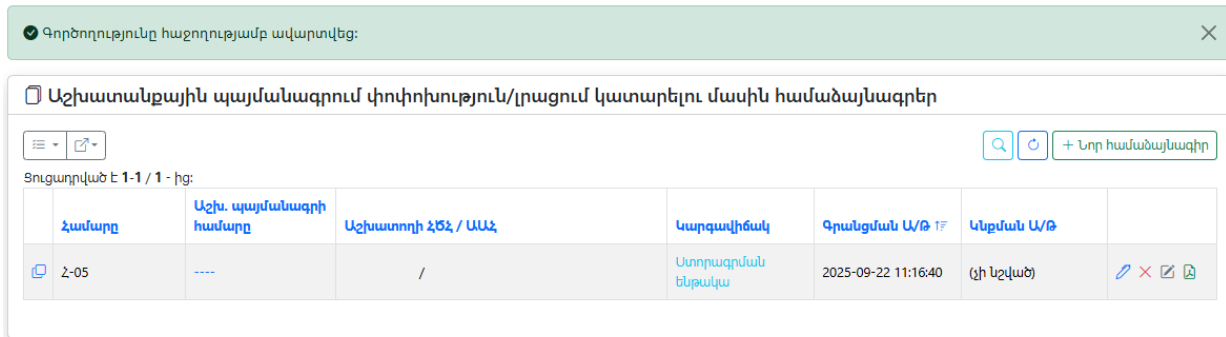 Գործողությունը հաջողությամբ ավարտվեց:
Աշխատանքային պայմանագրում փոփոխություն/լրացում կատարելու մասին համաձայնագրեր
+ Նոր համաձայնագիր
Ցուցադրված է 1-1 / 1 - ից:
Համարը
Աշխ. պայմանագրի
համարը
Աշխատողի ՀԾՀ / ԱԱՀ
Կարգավիճակ
Գրանցման Ա/Թ
Կնքման Ա/Թ
Հ-05
----
/
Ստորագրման
ենթակա
2025-09-22 11:16:40
(չի նշված)